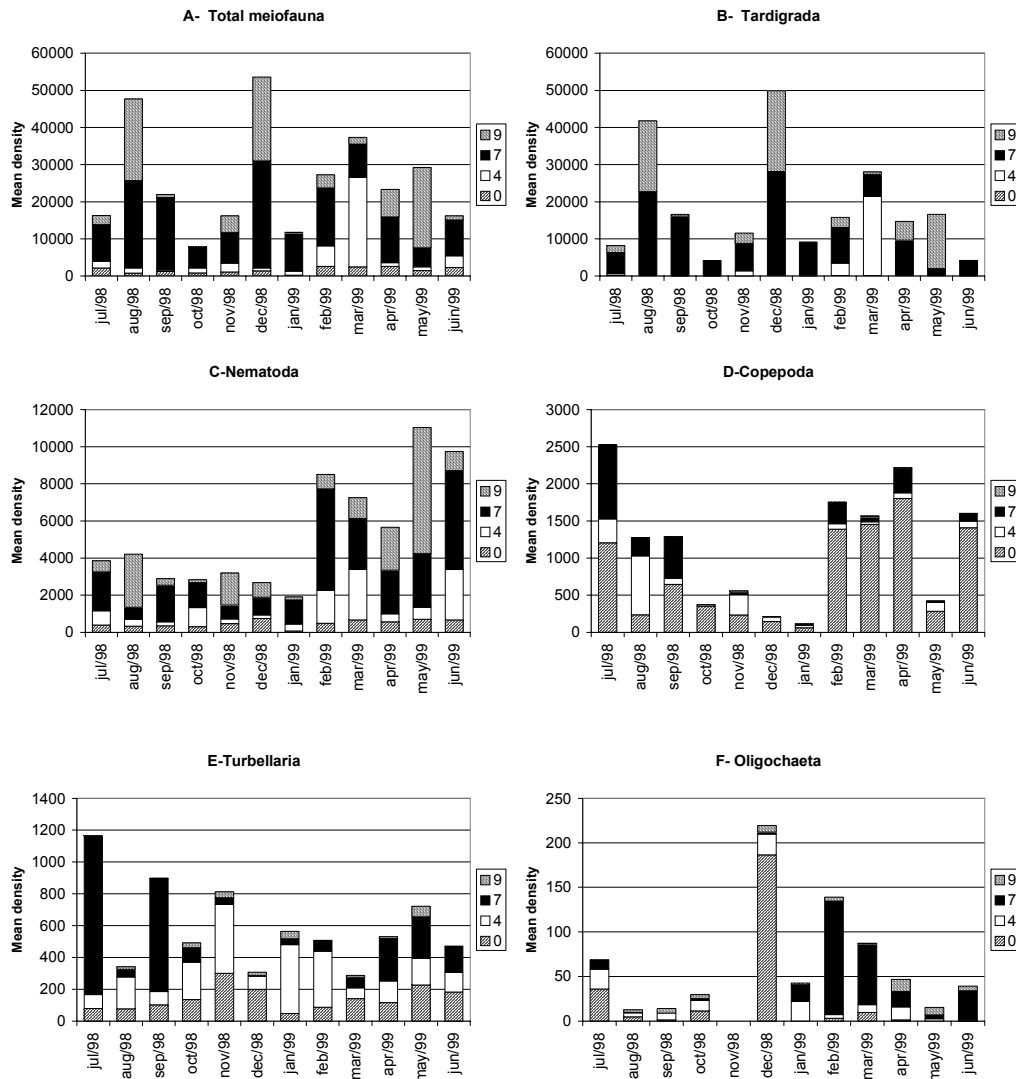 A- Total meiofauna
Mean density
60000
50000
40000
30000
20000
10000
0
jul/98
aug/98
sep/98
oct/98
nov/98
dec/98
jan/99
feb/99
mar/99
apr/99
may/99
juin/99
9
7
4
0
B- Tardigrada
Mean density
60000
50000
40000
30000
20000
10000
0
jul/98
aug/98
sep/98
oct/98
nov/98
dec/98
jan/99
feb/99
mar/99
apr/99
may/99
jun/99
9
7
4
0
C-Nematoda
Mean density
12000
10000
8000
6000
4000
2000
0
jul/98
aug/98
sep/98
oct/98
nov/98
dec/98
jan/99
feb/99
mar/99
apr/99
may/99
jun/99
9
7
4
0
D-Copepoda
Mean density
3000
2500
2000
1500
1000
500
0
jul/98
aug/98
sep/98
oct/98
nov/98
dec/98
jan/99
feb/99
mar/99
apr/99
may/99
jun/99
9
7
4
0
E-Turbellaria
Mean density
1400
1200
1000
800
600
400
200
0
jul/98
aug/98
sep/98
oct/98
nov/98
dec/98
jan/99
feb/99
mar/99
apr/99
may/99
jun/99
9
7
4
0
F- Oligochaeta
Mean density
250
200
150
100
50
0
jul/98
aug/98
sep/98
oct/98
nov/98
dec/98
jan/99
feb/99
mar/99
apr/99
may/99
jun/99
9
7
4
0